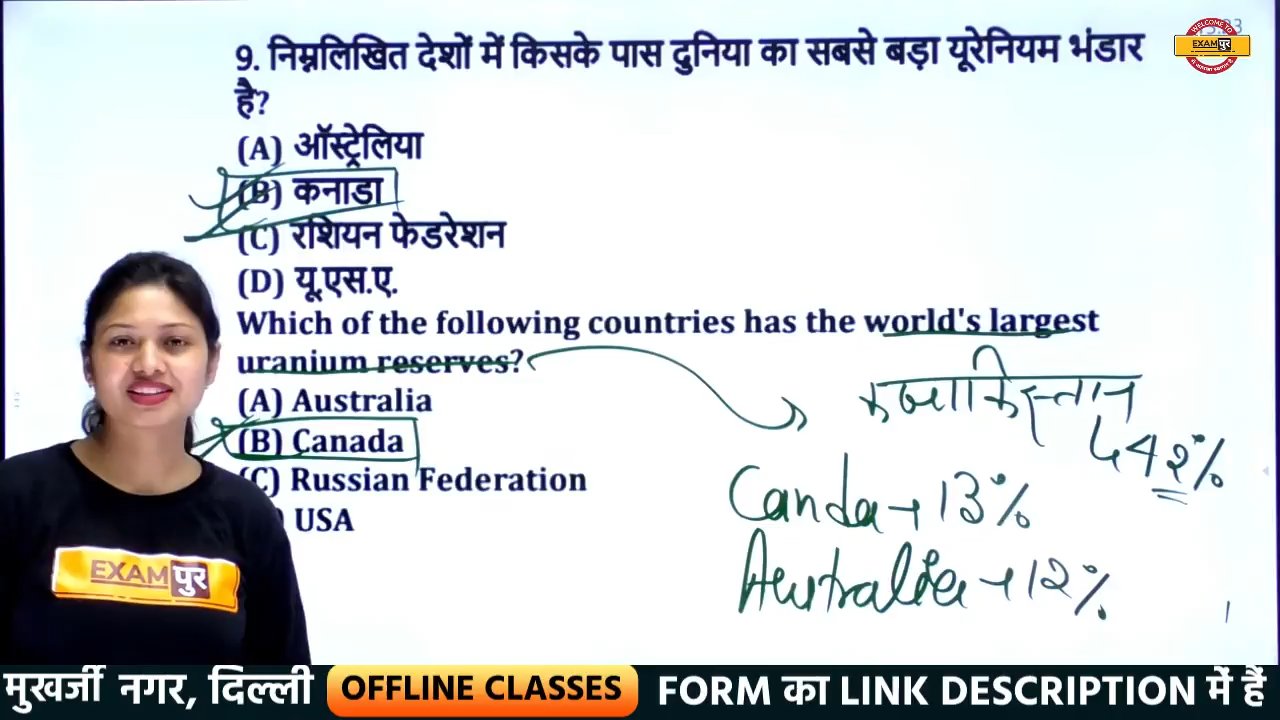 9. निम्नलिखित देशों में किसके पास दुनिया का सबसे बड़ा यूरेनियम भंडार
है?
(A) ऑस्ट्रेलिया
(B) कनाडा
(C) रशियन फेडरेशन
(D) यू.एस.ए.
Which of the following countries has the world's largest
uranium reserves?
(A) Australia
(B) Canada
(C) Russian Federation
USA
कजाकिस्तान
42%
Canda → 13%
Australia → 12%
WELCOME TO
EXAMपुर
EXAMपुर
मुखर्जी नगर, दिल्ली OFFLINE CLASSES FORM का LINK DESCRIPTION में हैं